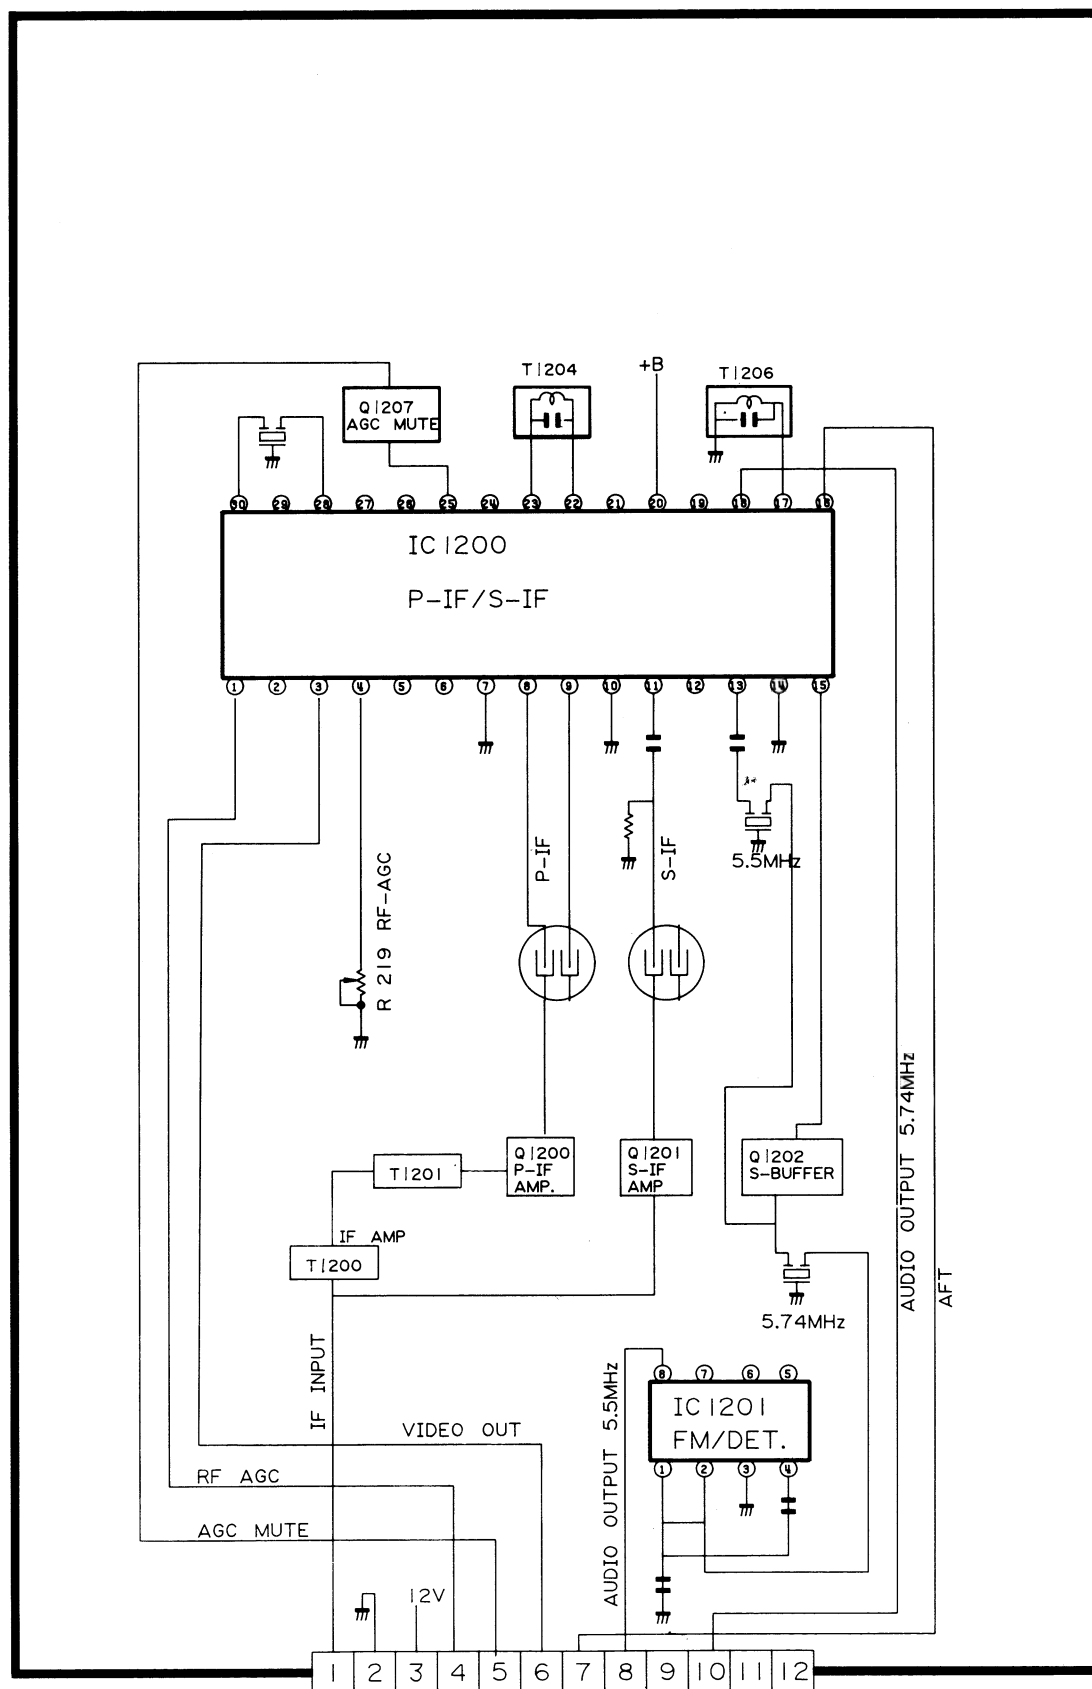 T1204
+B
T1206
Q1207
AGC MUTE
30 29 28 27 26 25 24 23 22 21 20 19 18 17 16
IC1200
P-IF/S-IF
1 2 3 4 5 6 7 8 9 10 11 12 13 14 15
P-IF
S-IF
5.5MHz
R 219 RF-AGC
Q1200
P-IF
AMP.
Q1201
S-IF
AMP
Q1202
S-BUFFER
T1201
IF AMP
T1200
5.74MHz
AUDIO OUTPUT 5.74MHz
AFT
IF INPUT
AUDIO OUTPUT 5.5MHz
8 7 6 5
IC1201
FM/DET.
1 2 3 4
VIDEO OUT
RF AGC
AGC MUTE
12V
1 2 3 4 5 6 7 8 9 10 11 12